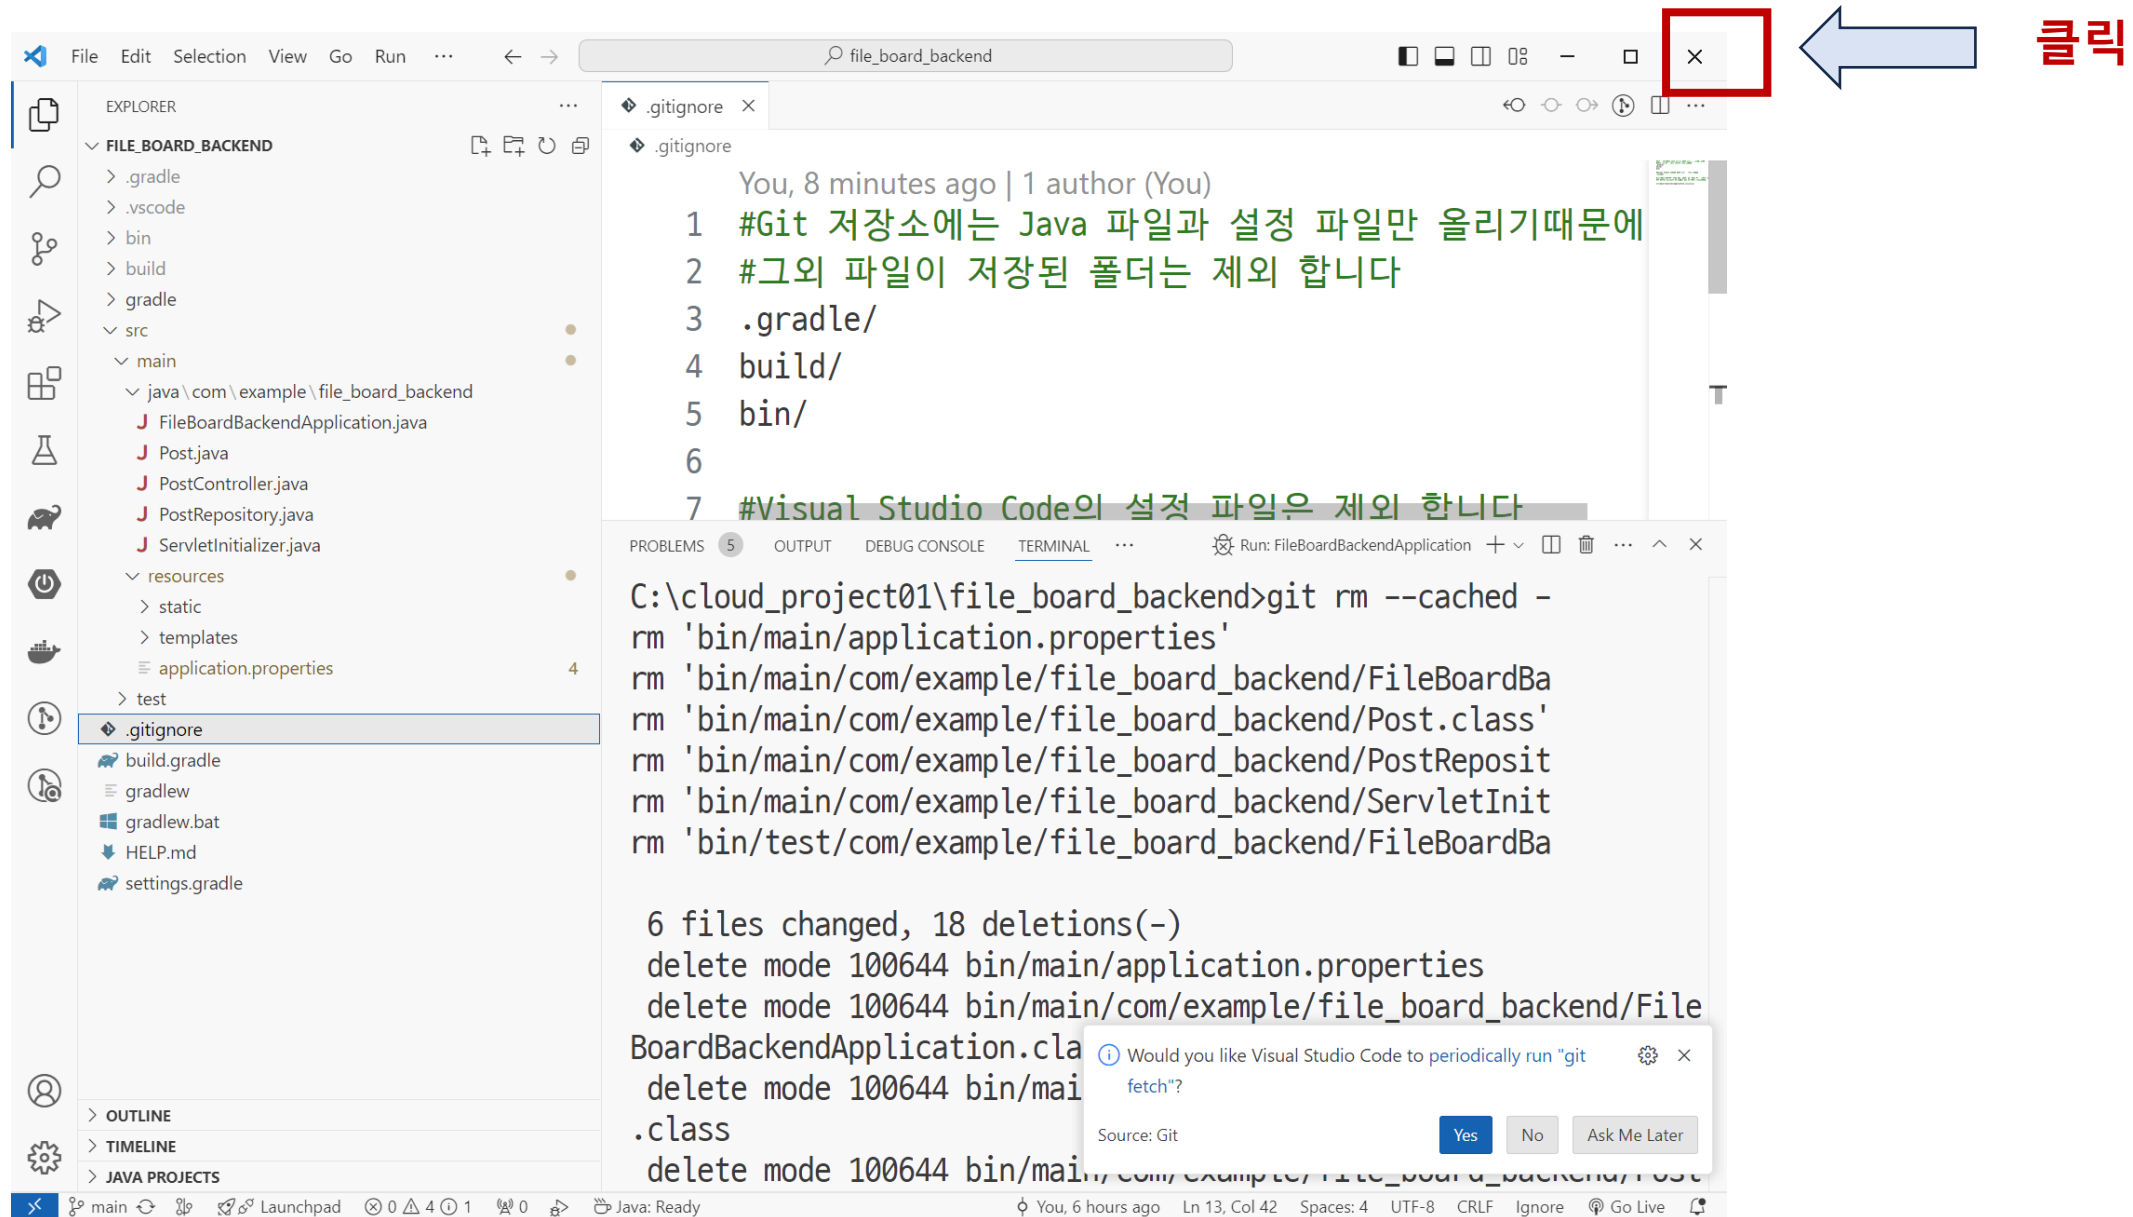 클릭
File Edit Selection View Go Run ··· file_board_backend
EXPLORER ···
FILE_BOARD_BACKEND
.gradle
.vscode
bin
build
gradle
src
main
java\com\example\file_board_backend
J FileBoardBackendApplication.java
J Post.java
J PostController.java
J PostRepository.java
J ServletInitializer.java
resources
static
templates
application.properties 4
test
.gitignore
build.gradle
gradlew
gradlew.bat
HELP.md
settings.gradle
OUTLINE
TIMELINE
JAVA PROJECTS
.gitignore
.gitignore
You, 8 minutes ago | 1 author (You)
1 #Git 저장소에는 Java 파일과 설정 파일만 올리기때문에
2 #그외 파일이 저장된 폴더는 제외 합니다
3 .gradle/
4 build/
5 bin/
6
7 #Visual Studio Code의 설정 파일은 제외 합니다
PROBLEMS 5 OUTPUT DEBUG CONSOLE TERMINAL ··· Run: FileBoardBackendApplication
C:\cloud_project01\file_board_backend>git rm --cached -
rm 'bin/main/application.properties'
rm 'bin/main/com/example/file_board_backend/FileBoardBa
rm 'bin/main/com/example/file_board_backend/Post.class'
rm 'bin/main/com/example/file_board_backend/PostReposit
rm 'bin/main/com/example/file_board_backend/ServletInit
rm 'bin/test/com/example/file_board_backend/FileBoardBa
6 files changed, 18 deletions(-)
delete mode 100644 bin/main/application.properties
delete mode 100644 bin/main/com/example/file_board_backend/File
BoardBackendApplication.cla
delete mode 100644 bin/mai
.class
delete mode 100644 bin/main/com/example/file_board_backend/Post
Would you like Visual Studio Code to periodically run "git
fetch"?
Source: Git Yes No Ask Me Later
main Launchpad 0 4 1 0 Java: Ready You, 6 hours ago Ln 13, Col 42 Spaces: 4 UTF-8 CRLF Ignore Go Live